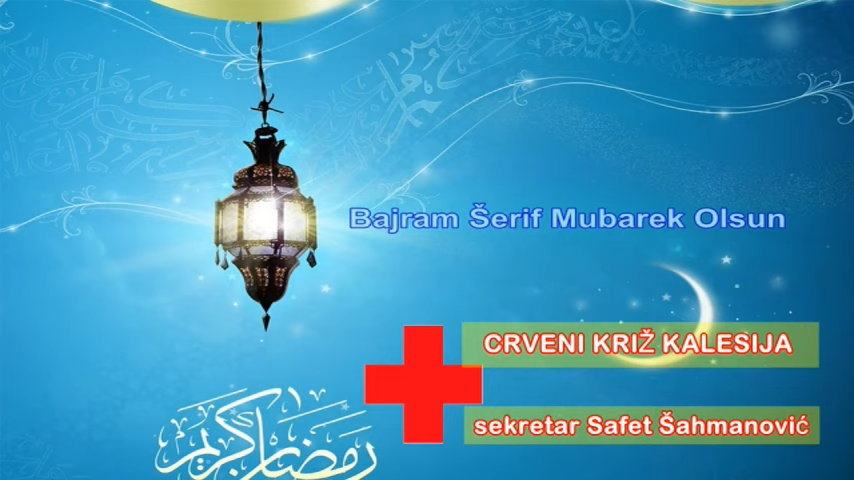 Bajram Šerif Mubarek Olsun
CRVENI KRIŽ KALESIJA
sekretar Safet Šahmanović
رمضان كريم